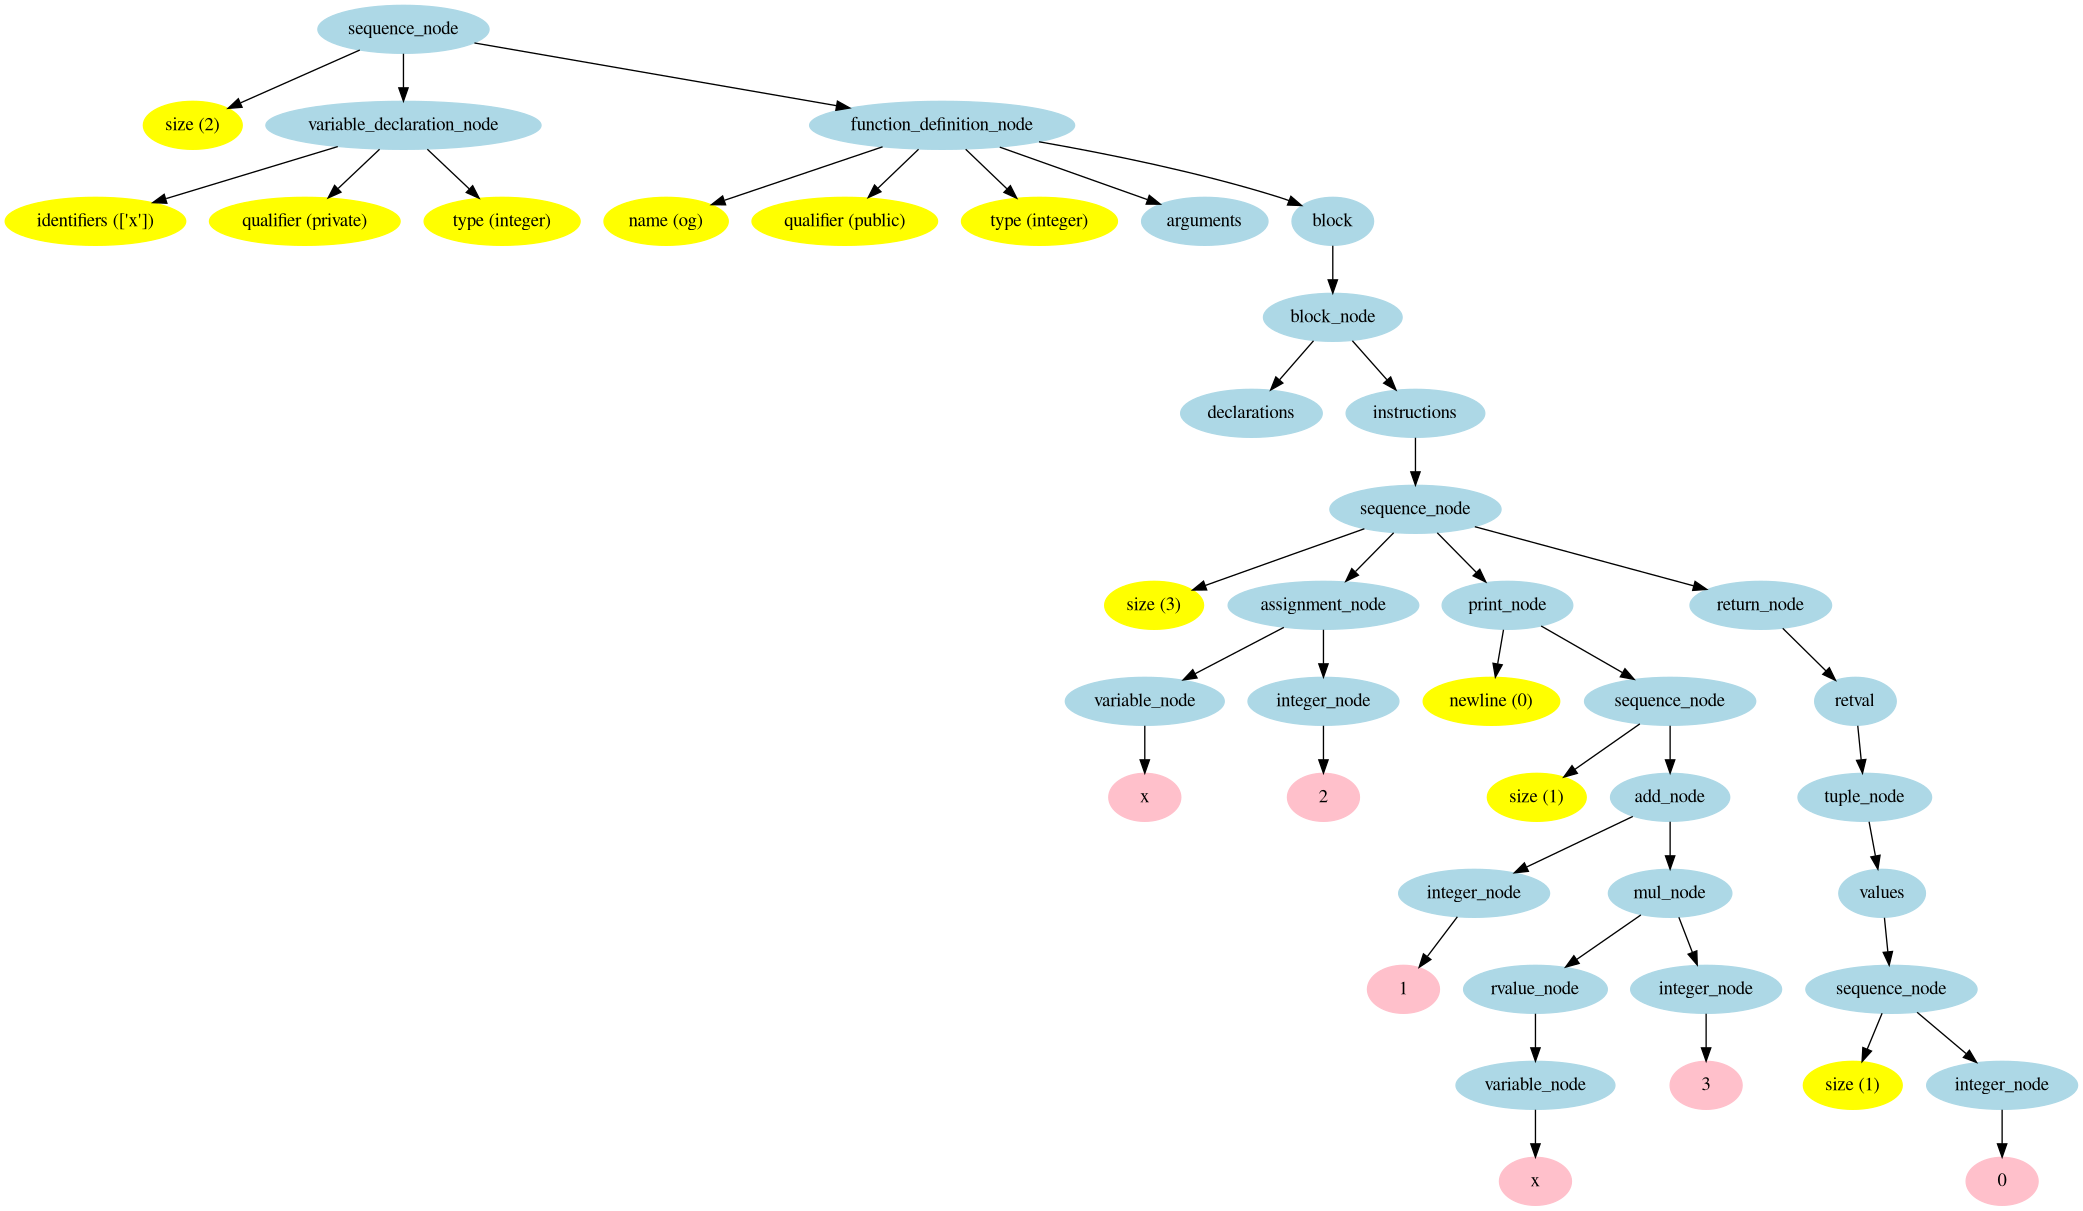 sequence_node
size (2)
variable_declaration_node
function_definition_node
identifiers (['x'])
qualifier (private)
type (integer)
name (og)
qualifier (public)
type (integer)
arguments
block
block_node
declarations
instructions
sequence_node
size (3)
assignment_node
print_node
return_node
variable_node
integer_node
newline (0)
sequence_node
retval
x
2
size (1)
add_node
tuple_node
integer_node
mul_node
values
1
rvalue_node
integer_node
sequence_node
variable_node
3
size (1)
integer_node
x
0